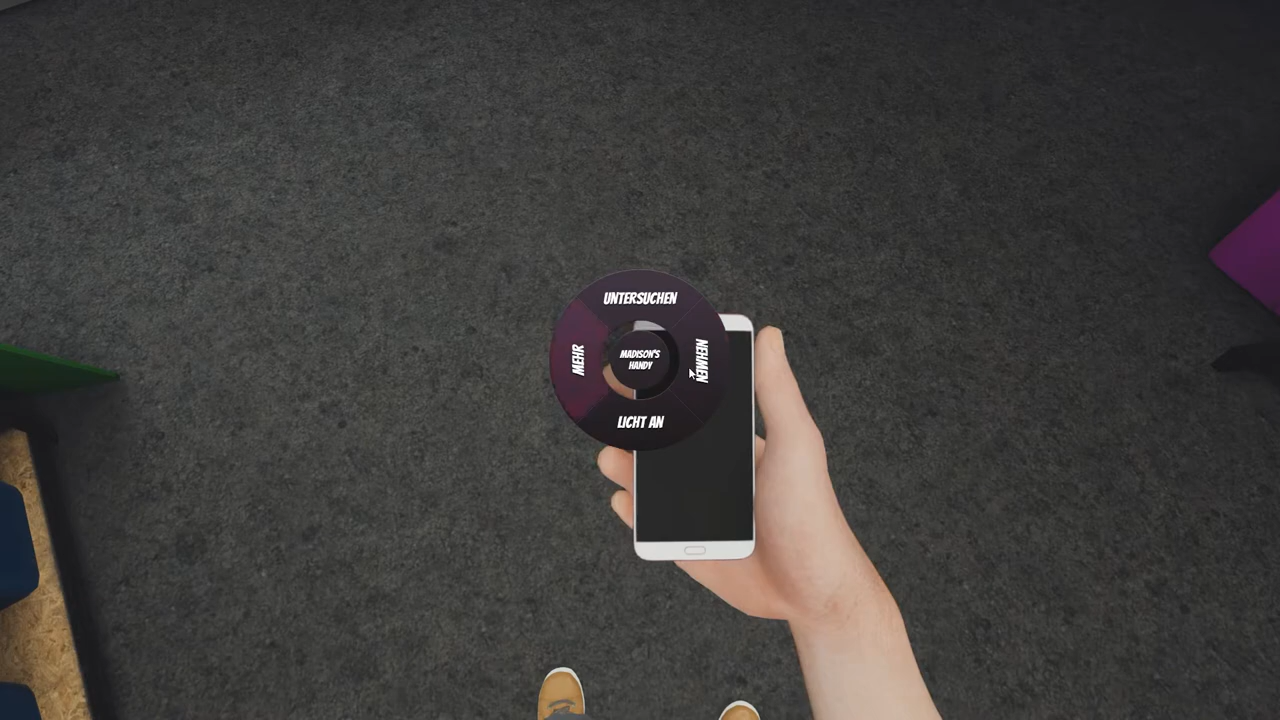 UNTERSUCHEN
MEHR
MADISON'S
HANDY
NEHMEN
LICHT AN